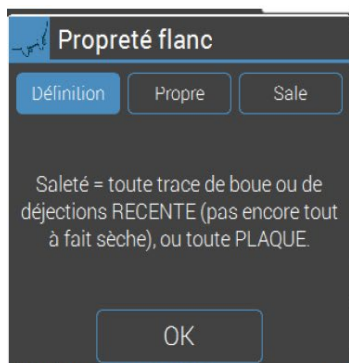 Propreté flanc
Définition Propre Sale
Saleté = toute trace de boue ou de
déjections RECENTE (pas encore tout
à fait sèche), ou toute PLAQUE.
OK